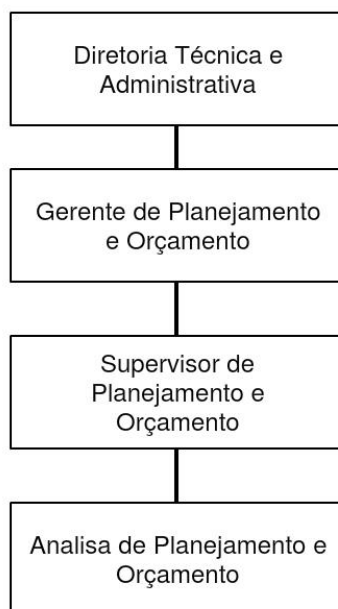 Diretoria Técnica e
Administrativa
Gerente de Planejamento
e Orçamento
Supervisor de
Planejamento e
Orçamento
Analisa de Planejamento e
Orçamento